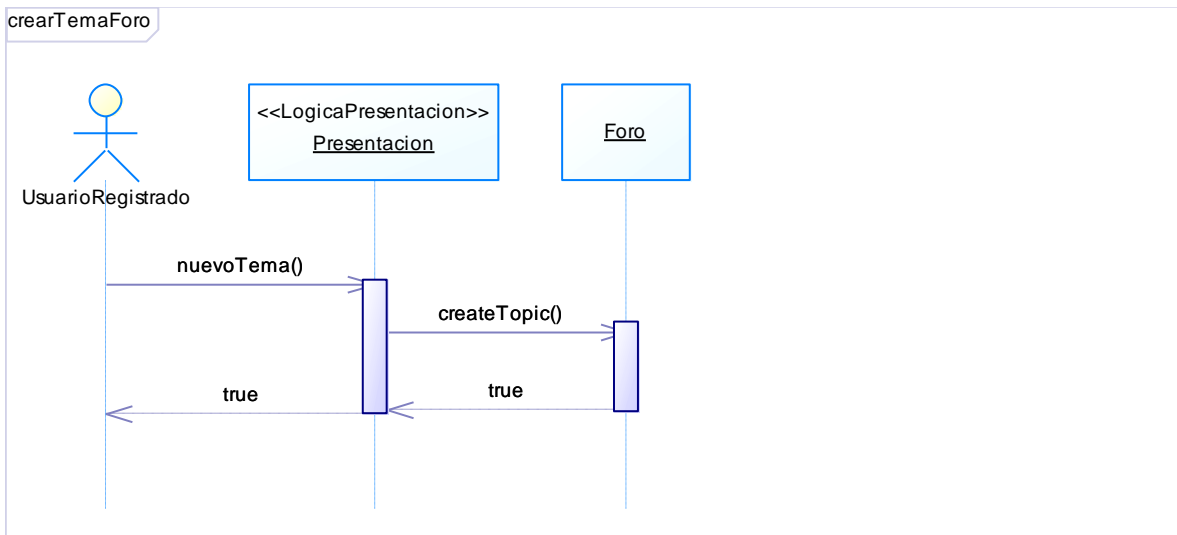 crearTemaForo
<<LogicaPresentacion>>
Presentacion
Foro
UsuarioRegistrado
nuevoTema()
createTopic()
true
true